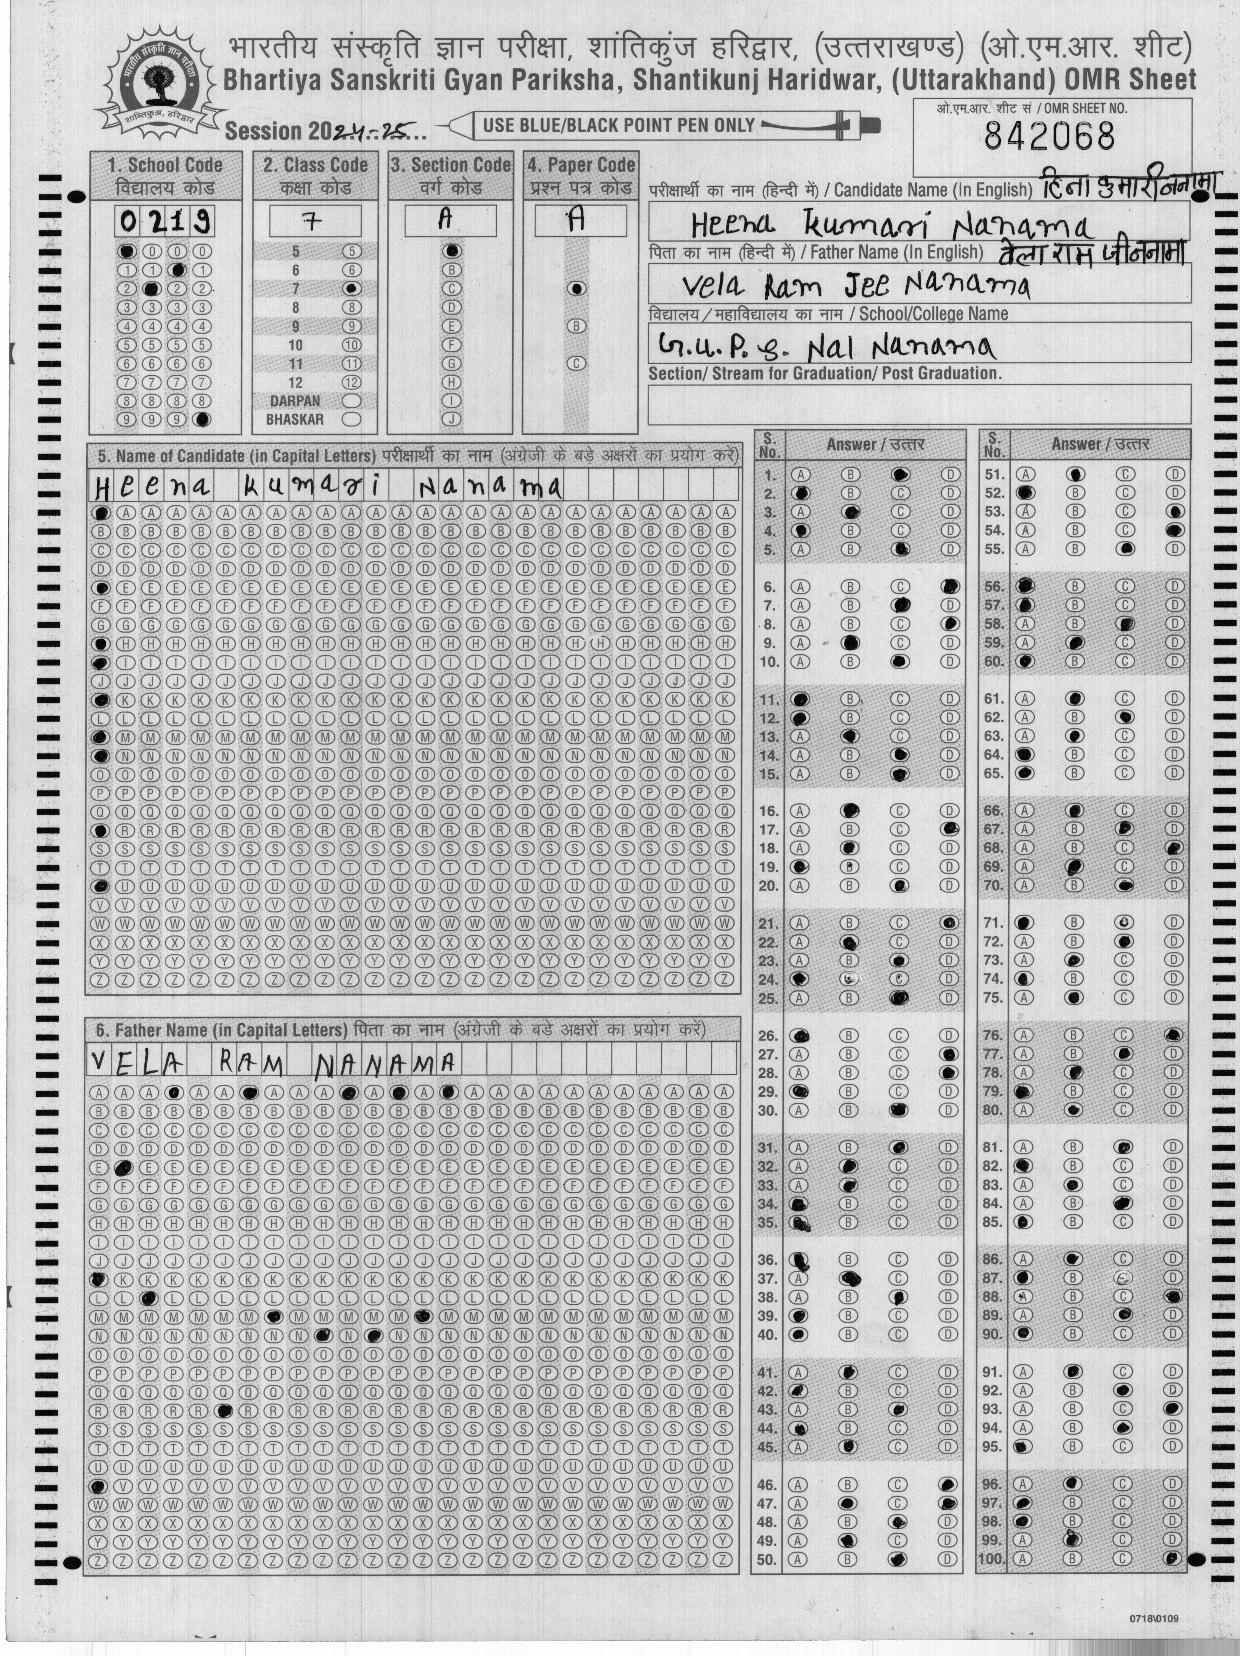 भारतीय संस्कृति ज्ञान परीक्षा, शांतिकुंज हरिद्वार, (उत्तराखण्ड) (ओ.एम.आर. शीट)
Bhartiya Sanskriti Gyan Pariksha, Shantikunj Haridwar, (Uttarakhand) OMR Sheet
Session 2024-25
USE BLUE/BLACK POINT PEN ONLY
ओ.एम.आर. शीट सं / OMR SHEET NO.
842068
1. School Code
विद्यालय कोड
0219
2. Class Code
कक्षा कोड
7
5
6
7
8
9
10
11
12
DARPAN
BHASKAR
3. Section Code
वर्ग कोड
A
4. Paper Code
प्रश्न पत्र कोड
A
परीक्षार्थी का नाम (हिन्दी में) / Candidate Name (In English) हिना कुमारी ननामा
Heena Kumari Nanama
पिता का नाम (हिन्दी में) / Father Name (In English) वेला राम जी ननामा
Vela Ram Jee Nanama
विद्यालय/महाविद्यालय का नाम / School/College Name
G.U.P.S. Nal Nanama
Section/ Stream for Graduation/ Post Graduation.
5. Name of Candidate (in Capital Letters) परीक्षार्थी का नाम (अंग्रेजी के बड़े अक्षरों का प्रयोग करें)
Heena Kumari Nanama
6. Father Name (in Capital Letters) पिता का नाम (अंग्रेजी के बड़े अक्षरों का प्रयोग करें)
VELA RAM NANAMA
S. No. Answer / उत्तर
S. No. Answer / उत्तर
0718\0109